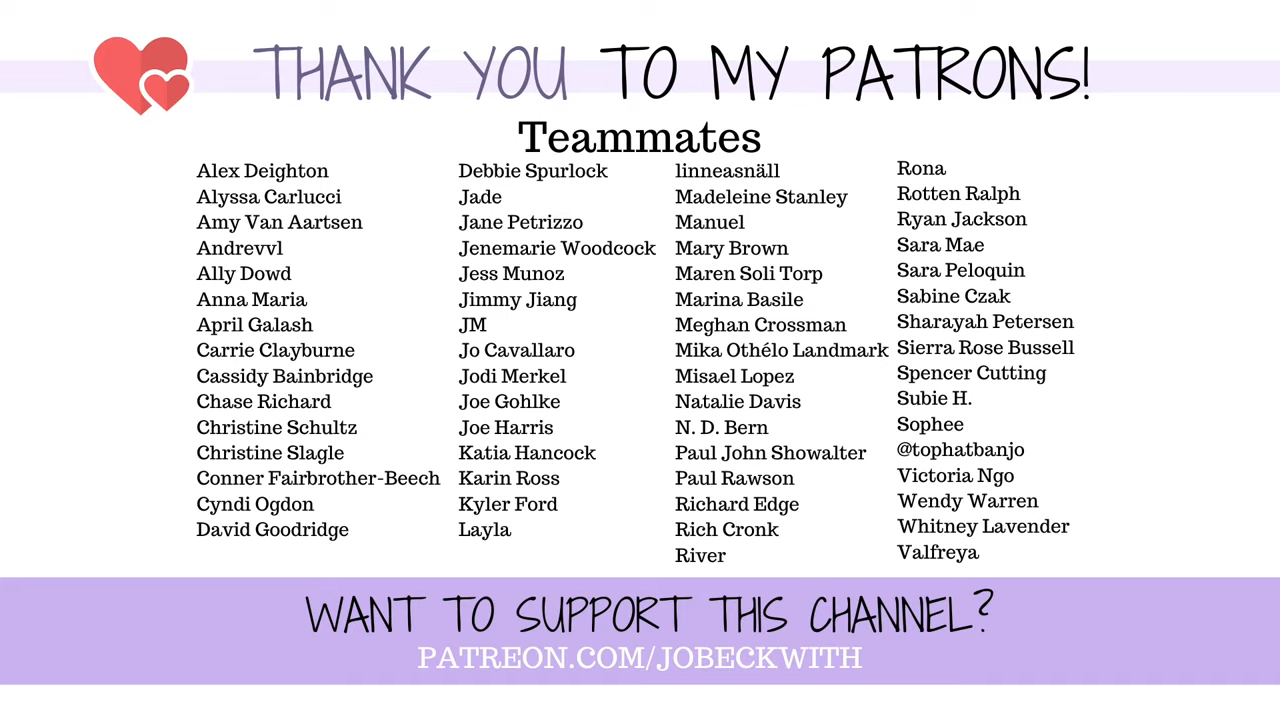 THANK YOU TO MY PATRONS!
Teammates
Alex Deighton
Alyssa Carlucci
Amy Van Aartsen
Andrevvl
Ally Dowd
Anna Maria
April Galash
Carrie Clayburne
Cassidy Bainbridge
Chase Richard
Christine Schultz
Christine Slagle
Conner Fairbrother-Beech
Cyndi Ogdon
David Goodridge
Debbie Spurlock
Jade
Jane Petrizzo
Jenemarie Woodcock
Jess Munoz
Jimmy Jiang
JM
Jo Cavallaro
Jodi Merkel
Joe Gohlke
Joe Harris
Katia Hancock
Karin Ross
Kyler Ford
Layla
linneasnäll
Madeleine Stanley
Manuel
Mary Brown
Maren Soli Torp
Marina Basile
Meghan Crossman
Mika Othélo Landmark
Misael Lopez
Natalie Davis
N. D. Bern
Paul John Showalter
Paul Rawson
Richard Edge
Rich Cronk
River
Rona
Rotten Ralph
Ryan Jackson
Sara Mae
Sara Peloquin
Sabine Czak
Sharayah Petersen
Sierra Rose Bussell
Spencer Cutting
Subie H.
Sophee
@tophatbanjo
Victoria Ngo
Wendy Warren
Whitney Lavender
Valfreya
WANT TO SUPPORT THIS CHANNEL?
PATREON.COM/JOBECKWITH